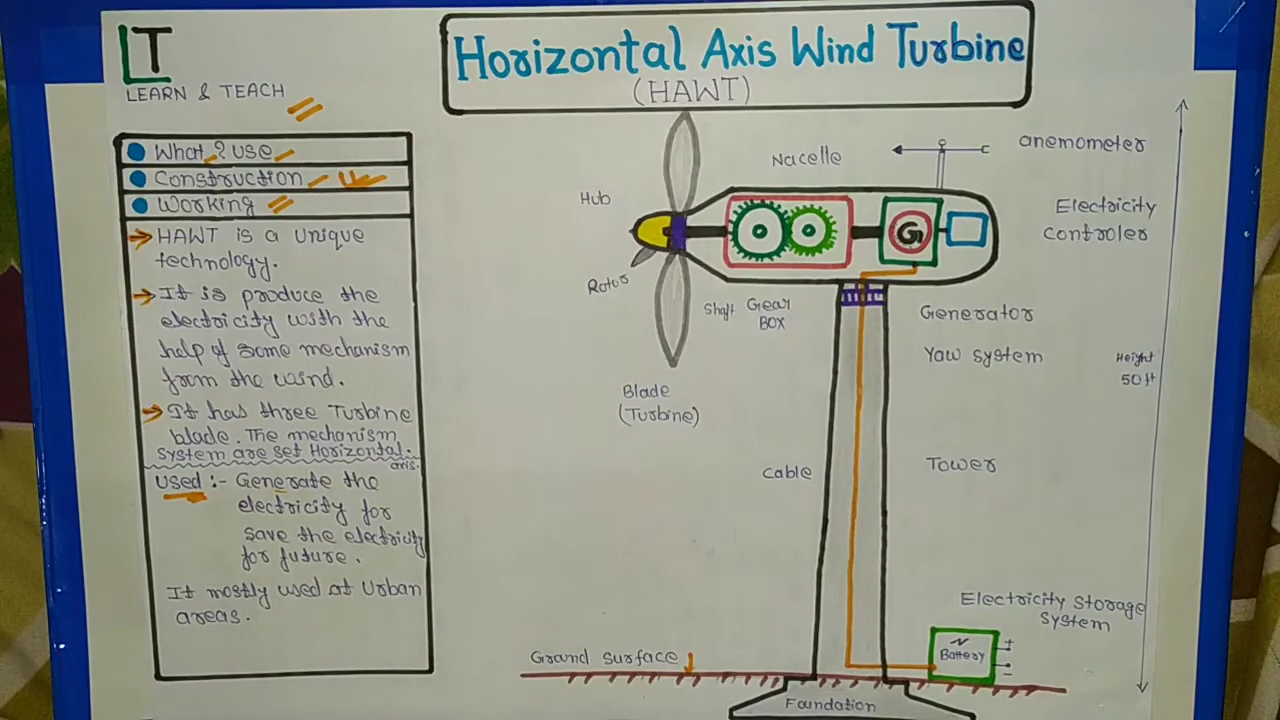 LT
LEARN & TEACH
Horizontal Axis Wind Turbine
(HAWT)
What? use
Construction
Working
HAWT is a unique
technology.
It is produce the
electricity with the
help of some mechanism
from the wind.
It has three Turbine
blade. The mechanism
system are set Horizontal.
axis.
used :- Generate the
electricity for
save the electricity
for future.
It mostly used at Urban
areas.
Nacelle
anemometer
Hub
Electricity
controler
G
Rotor
Shaft
Gear
BOX
Generator
Yaw system
Height
50 ft
Blade
(Turbine)
Cable
Tower
Electricity Storage
System
Ground surface
Battery
+
-
Foundation